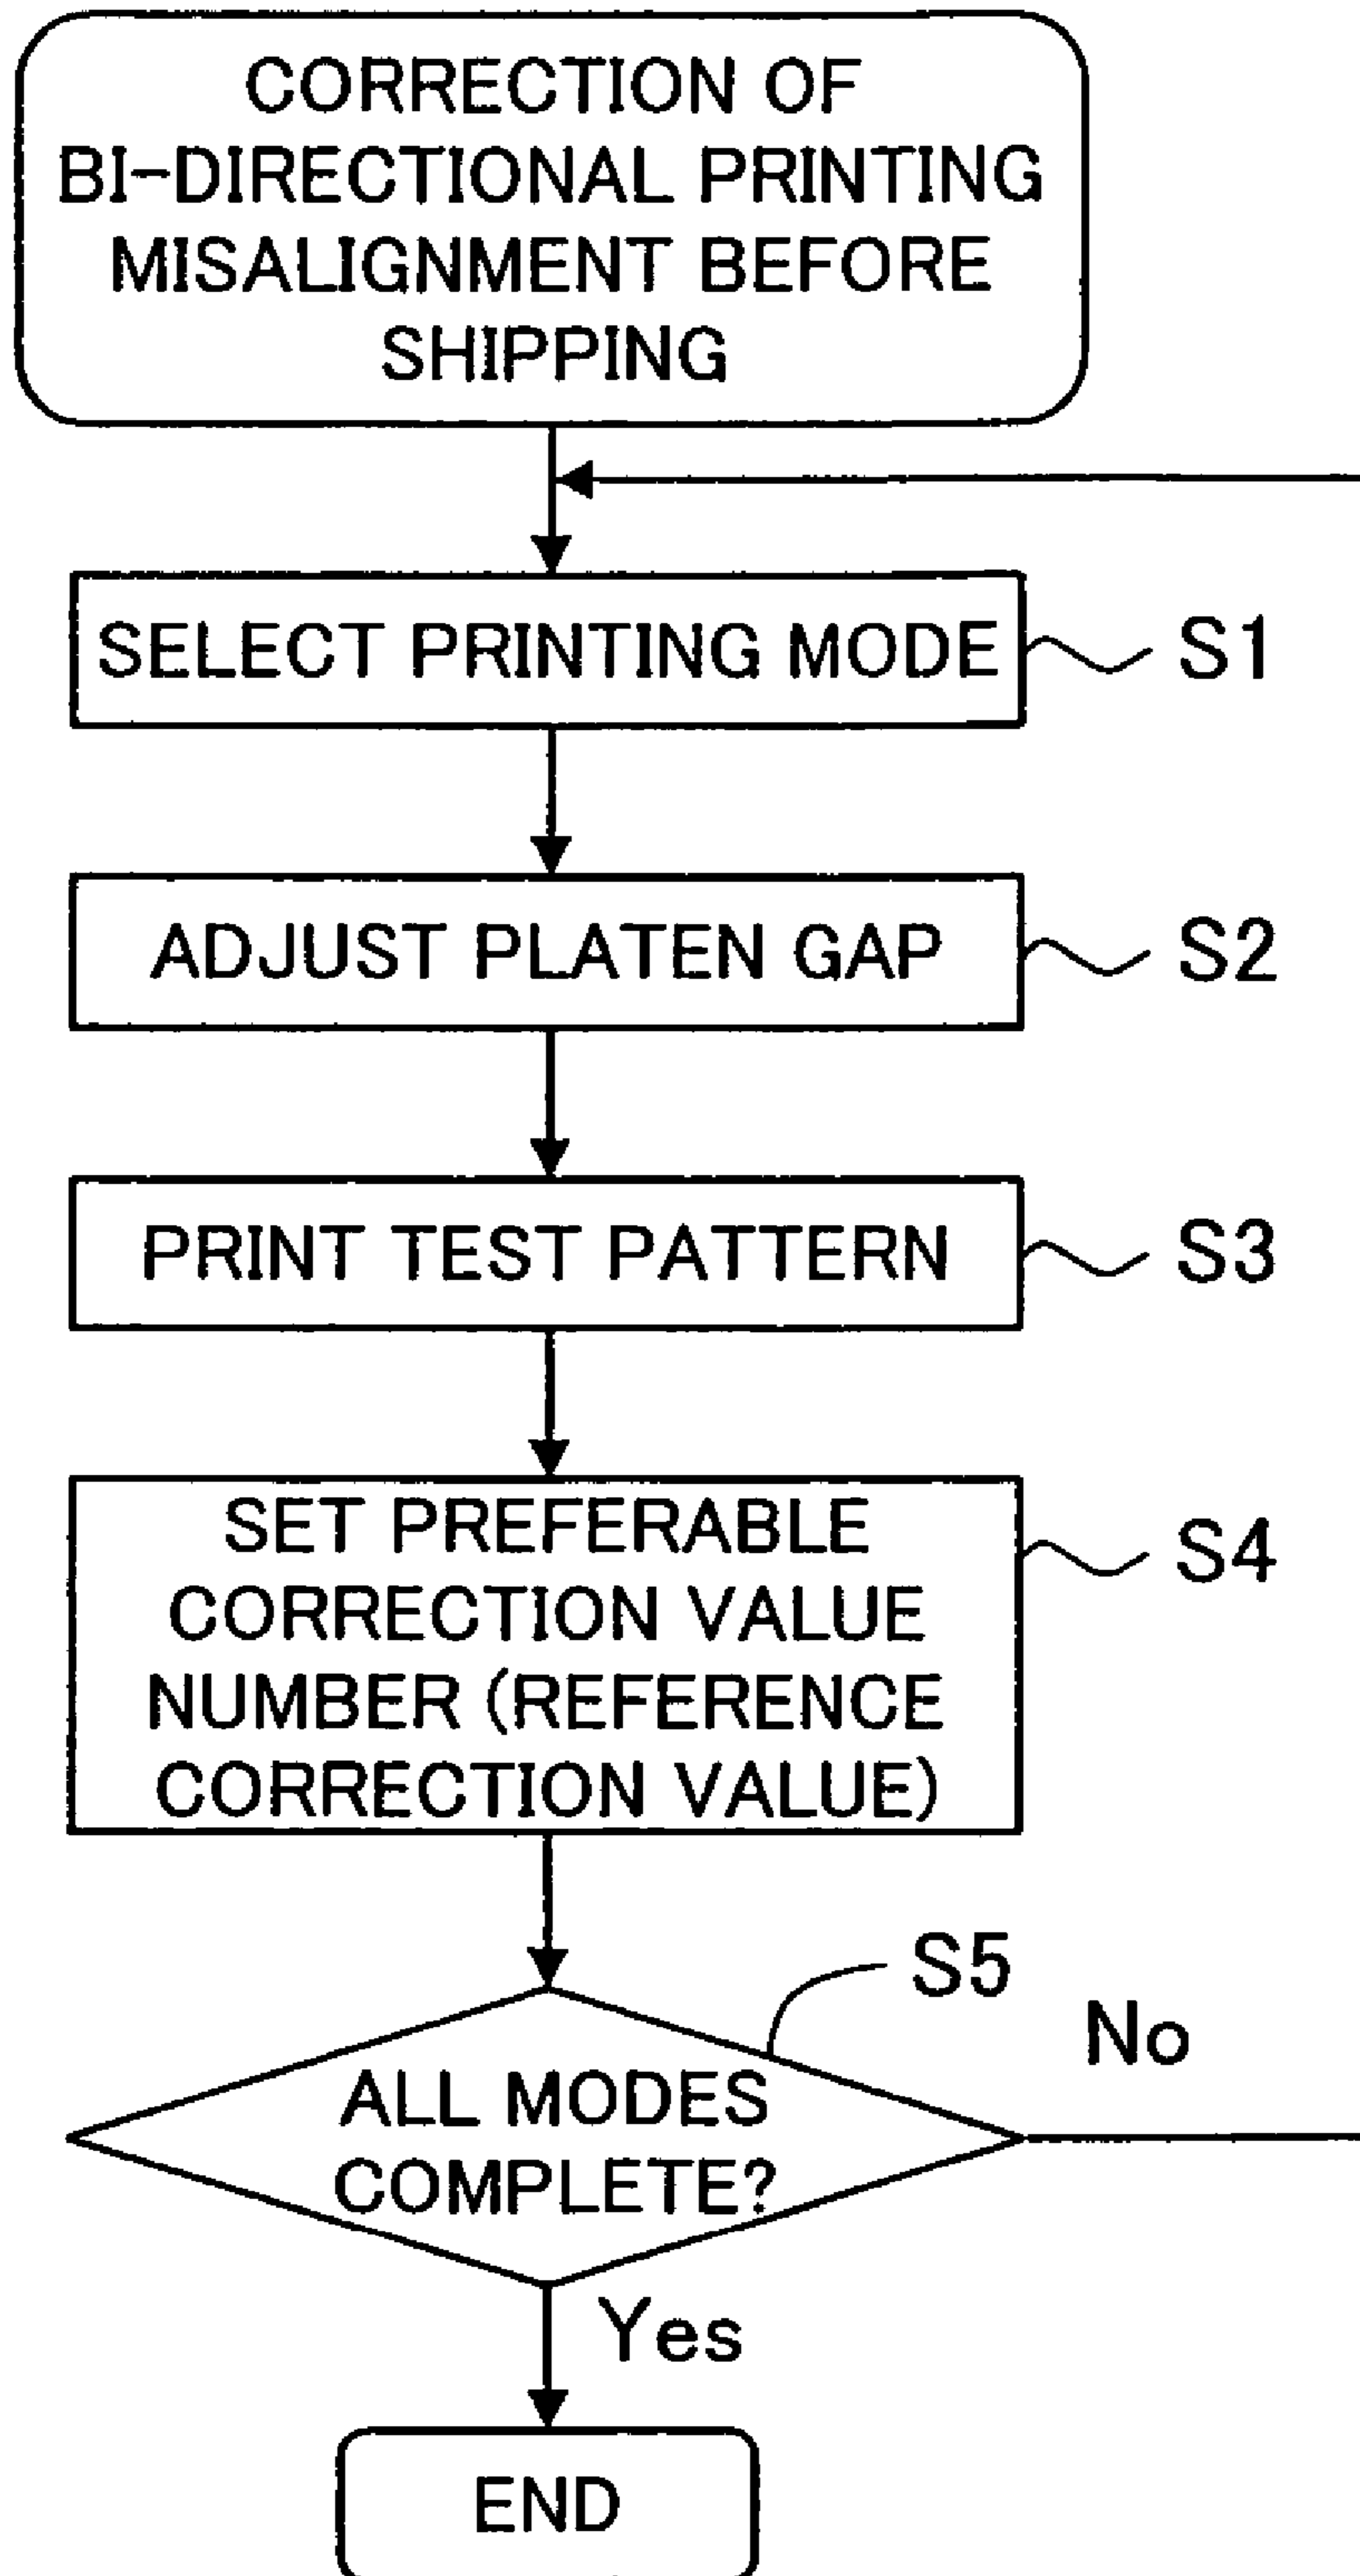 CORRECTION OF
BI-DIRECTIONAL PRINTING
MISALIGNMENT BEFORE
SHIPPING
SELECT PRINTING MODE
S1
ADJUST PLATEN GAP
S2
PRINT TEST PATTERN
S3
SET PREFERABLE
CORRECTION VALUE
NUMBER (REFERENCE
CORRECTION VALUE)
S4
S5
ALL MODES
COMPLETE?
No
Yes
END